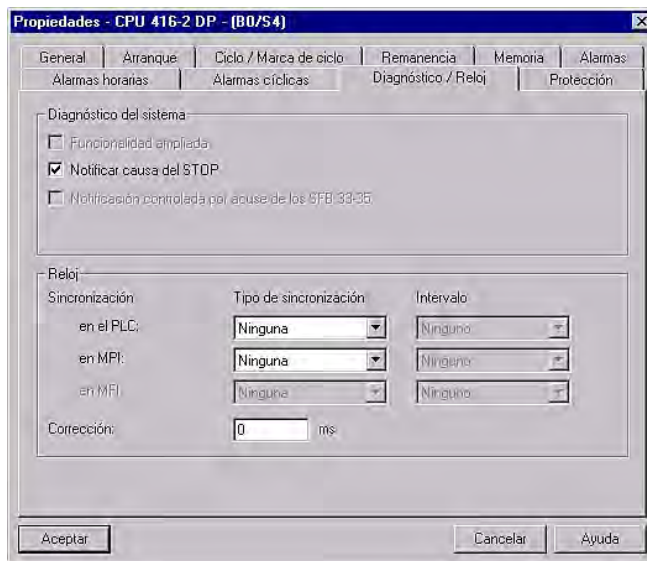 Propiedades - CPU 416-2 DP - (B0/S4)
General Arranque Ciclo / Marca de ciclo Remanencia Memoria Alarmas
Alarmas horarias Alarmas cíclicas Diagnóstico / Reloj Protección
Diagnóstico del sistema
Funcionalidad ampliada
Notificar causa del STOP
Notificación controlada por acuse de los SFB 33-35
Reloj
Sincronización Tipo de sincronización Intervalo
en el PLC: Ninguna Ninguno
en MPI: Ninguna Ninguno
en MFI: Ninguna Ninguno
Corrección: 0 ms
Aceptar Cancelar Ayuda